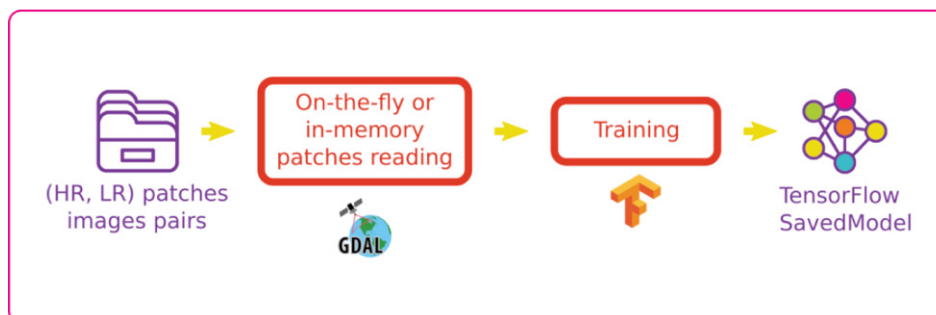 (HR, LR) patches
images pairs
On-the-fly or
in-memory
patches reading
GDAL
Training
TensorFlow
SavedModel